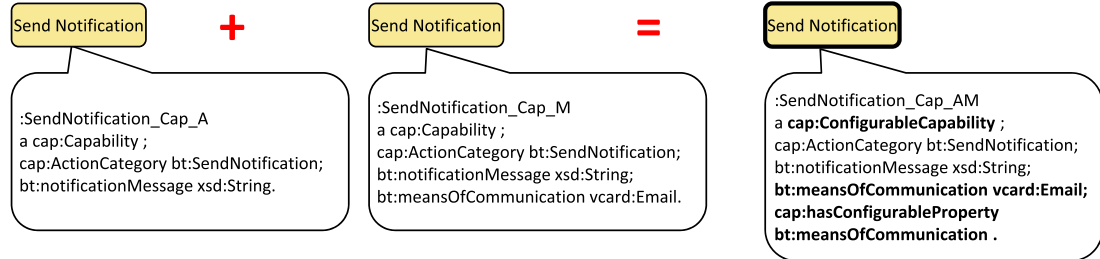 Send Notification
+
Send Notification
=
Send Notification
:SendNotification_Cap_A
a cap:Capability ;
cap:ActionCategory bt:SendNotification;
bt:notificationMessage xsd:String.
:SendNotification_Cap_M
a cap:Capability ;
cap:ActionCategory bt:SendNotification;
bt:notificationMessage xsd:String;
bt:meansOfCommunication vcard:Email.
:SendNotification_Cap_AM
a cap:ConfigurableCapability ;
cap:ActionCategory bt:SendNotification;
bt:notificationMessage xsd:String;
bt:meansOfCommunication vcard:Email;
cap:hasConfigurableProperty
bt:meansOfCommunication .